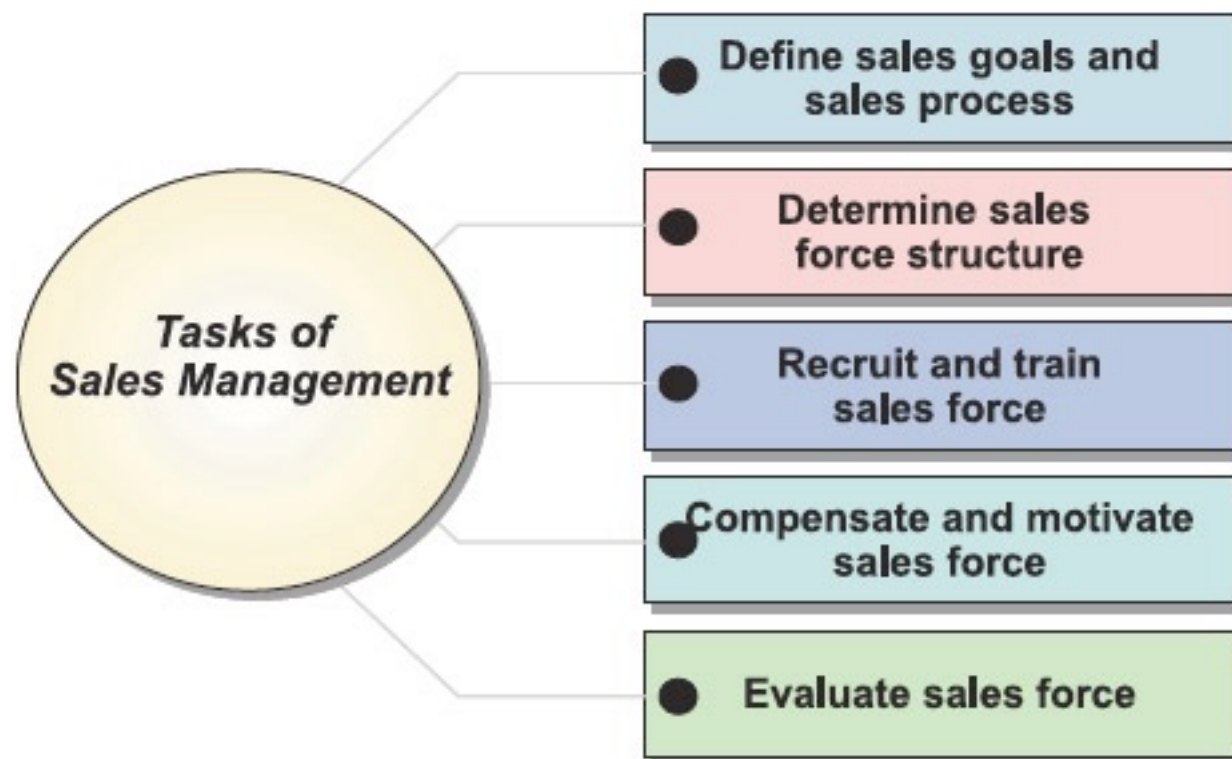 Tasks of
Sales Management
Define sales goals and
sales process
Determine sales
force structure
Recruit and train
sales force
Compensate and motivate
sales force
Evaluate sales force